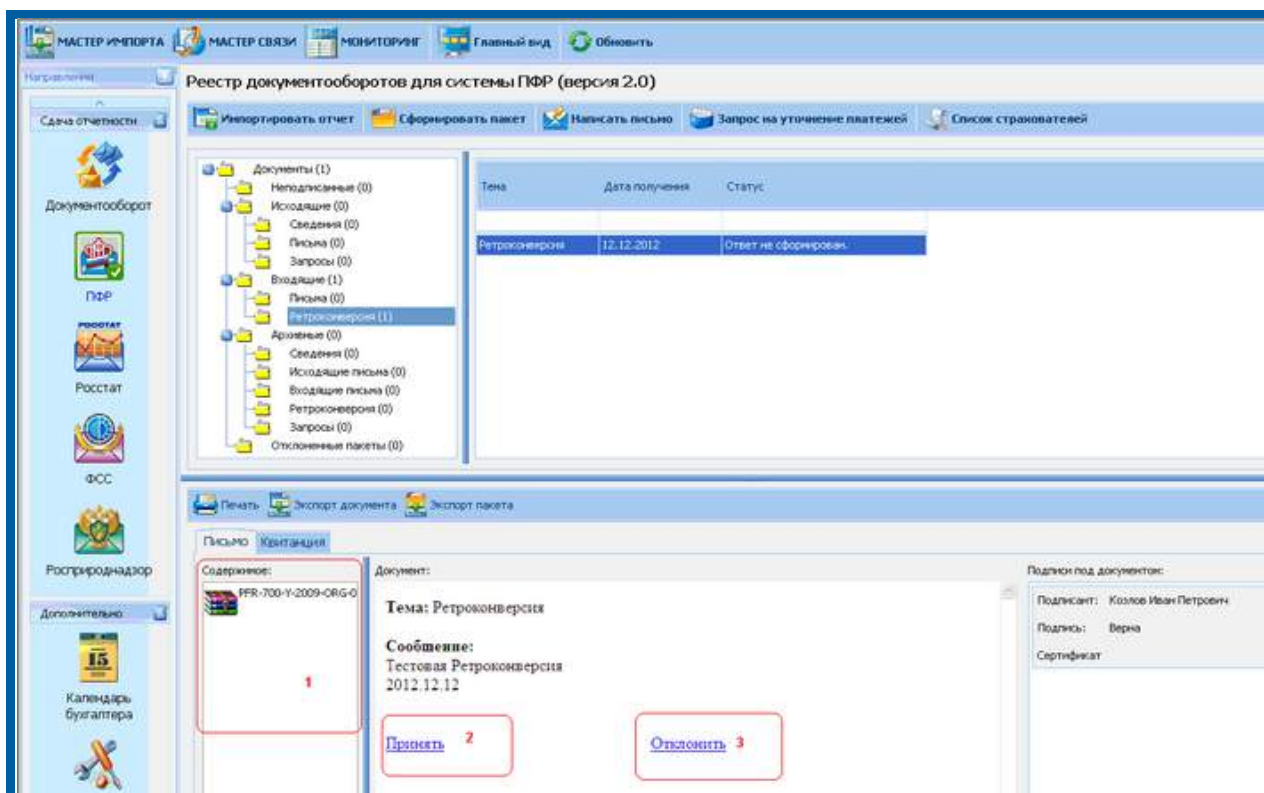 МАСТЕР ИМПОРТА МАСТЕР СВЯЗИ МОНИТОРИНГ Главный вид Обновить
Направления
Реестр документооборотов для системы ПФР (версия 2.0)
Сдача отчетности
Импортировать отчет Сформировать пакет Написать письмо Запрос на уточнение платежей Список страхователей
Документооборот
ПФР
РОССТАТ
Росстат
ФСС
Росприроднадзор
Дополнительно
15
Календарь
бухгалтера
Документы (1)
Неподписанные (0)
Исходящие (0)
Сведения (0)
Письма (0)
Запросы (0)
Входящие (1)
Письма (0)
Ретроконверсия (1)
Архивные (0)
Сведения (0)
Исходящие письма (0)
Входящие письма (0)
Ретроконверсия (0)
Запросы (0)
Отклоненные пакеты (0)
Тема Дата получения Статус
Ретроконверсия 12.12.2012 Ответ не сформирован.
Печать Экспорт документа Экспорт пакета
Письмо Квитанция
Содержимое:
PFR-700-Y-2009-ORG-0
1
Документ:
Тема: Ретроконверсия
Сообщение:
Тестовая Ретроконверсия
2012.12.12
Принять 2
Отклонить 3
Подписи под документом:
Подписант: Козлов Иван Петрович
Подпись: Верна
Сертификат